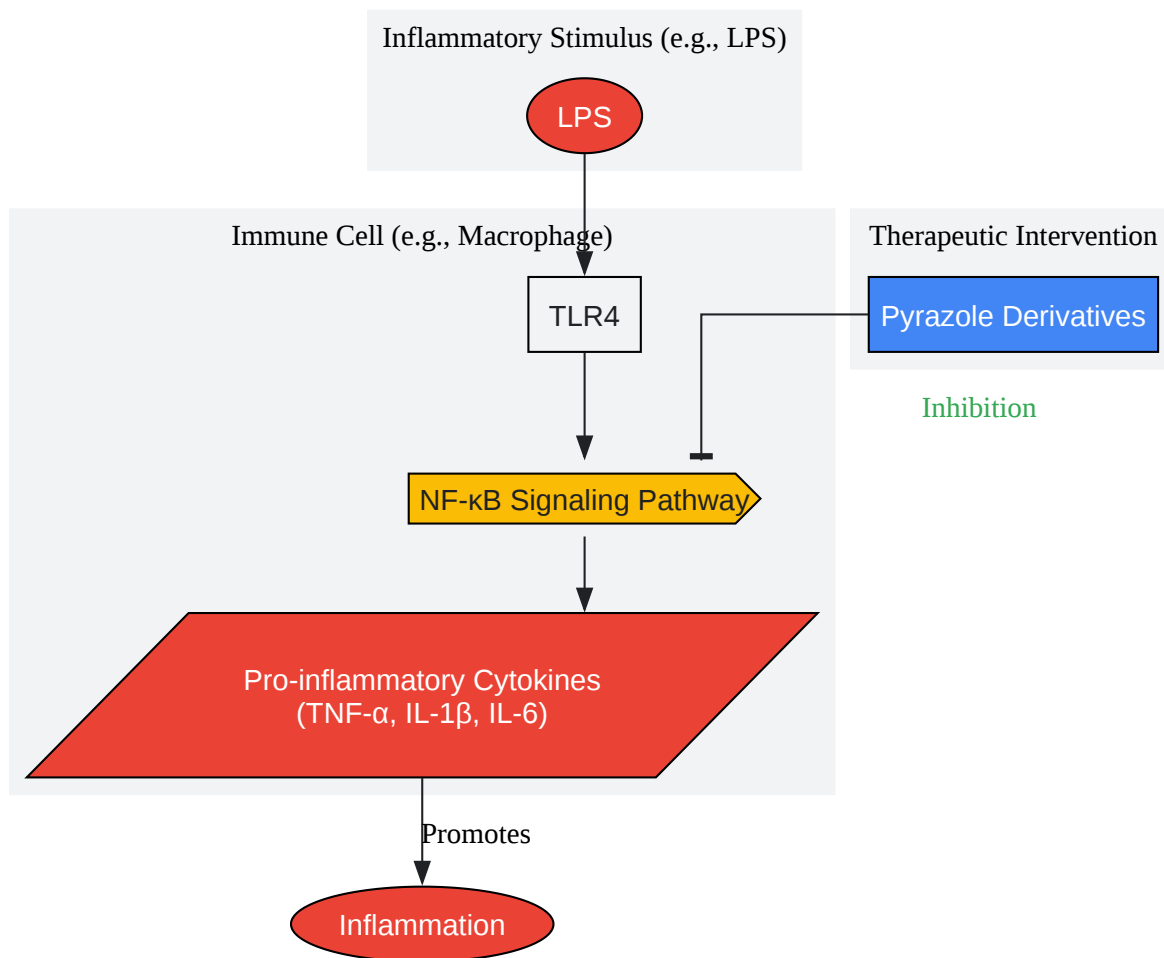 Inflammatory Stimulus (e.g., LPS)
LPS
Immune Cell (e.g., Macrophage)
Therapeutic Intervention
TLR4
Pyrazole Derivatives
Inhibition
NF-κB Signaling Pathway
Pro-inflammatory Cytokines
(TNF-α, IL-1β, IL-6)
Promotes
Inflammation